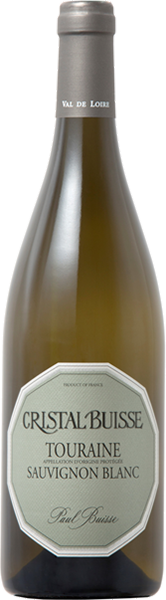 VAL DE LOIRE
PRODUCT OF FRANCE
CRISTAL BUISSE
TOURAINE
APPELLATION D'ORIGINE PROTÉGÉE
SAUVIGNON BLANC
Paul Buisse